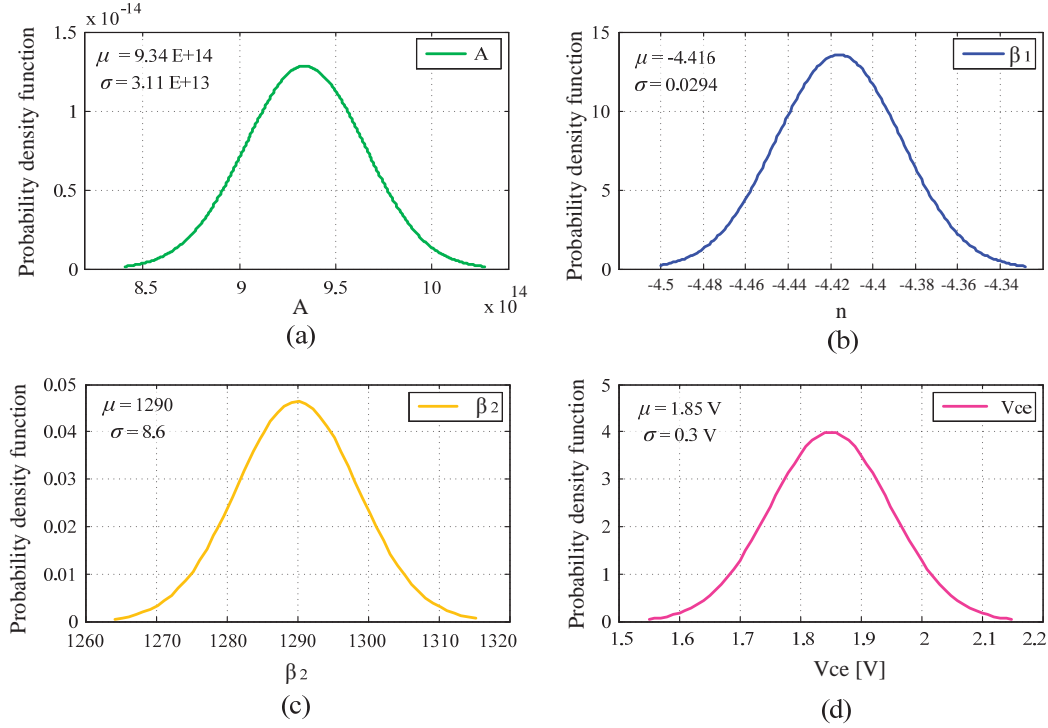 x 10^-14
1.5
1
0.5
0
Probability density function
μ = 9.34 E+14
σ = 3.11 E+13
A
8.5
9
9.5
10
x 10^14
A
(a)
15
10
5
0
Probability density function
μ = -4.416
σ = 0.0294
β1
-4.5
-4.48
-4.46
-4.44
-4.42
-4.4
-4.38
-4.36
-4.34
n
(b)
0.05
0.04
0.03
0.02
0.01
0
Probability density function
μ = 1290
σ = 8.6
β2
1260
1270
1280
1290
1300
1310
1320
β2
(c)
5
4
3
2
1
0
Probability density function
μ = 1.85 V
σ = 0.3 V
Vce
1.5
1.6
1.7
1.8
1.9
2
2.1
2.2
Vce [V]
(d)